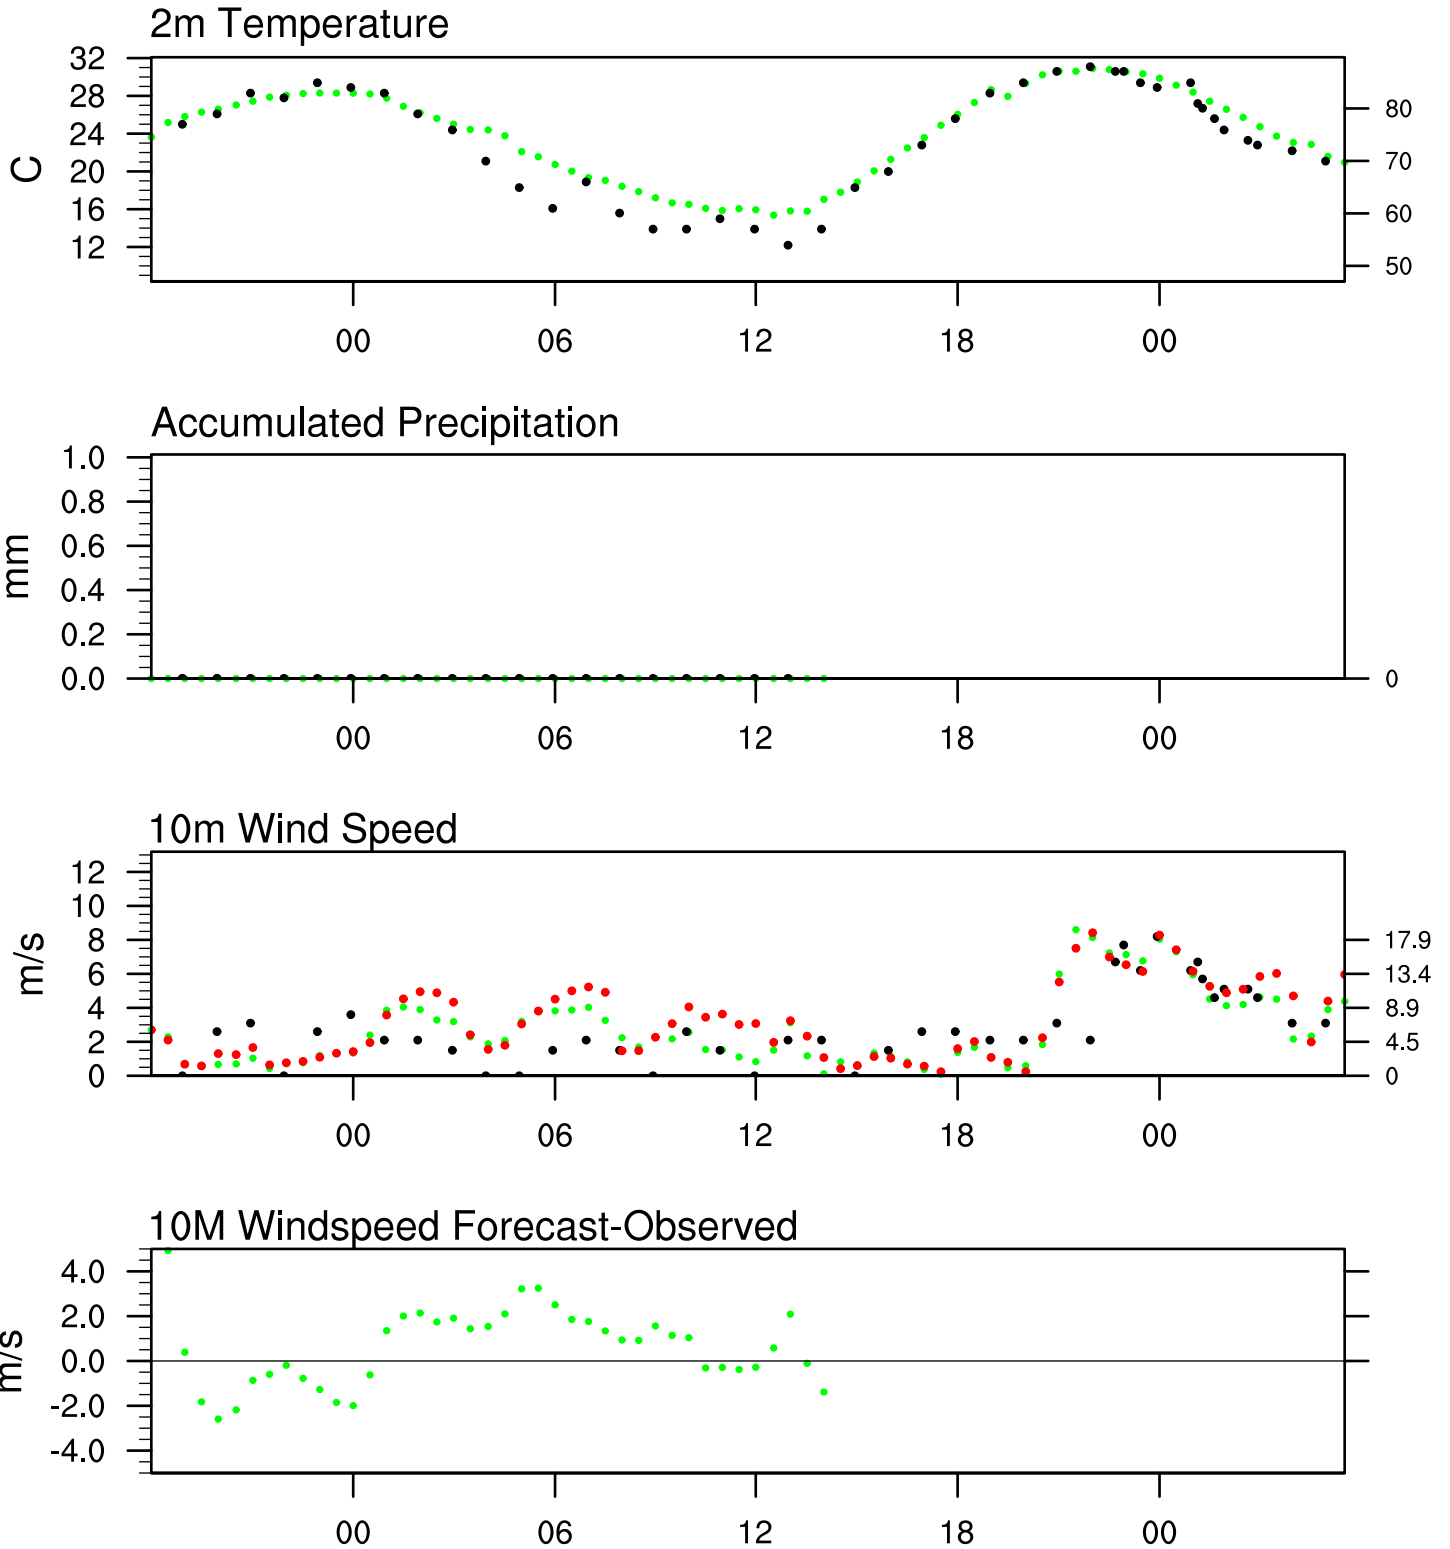 2m Temperature
32
28
24
20
16
12
C
80
70
60
50
00 06 12 18 00
Accumulated Precipitation
1.0
0.8
0.6
0.4
0.2
0.0
mm
0
00 06 12 18 00
10m Wind Speed
12
10
8
6
4
2
0
m/s
17.9
13.4
8.9
4.5
0
00 06 12 18 00
10M Windspeed Forecast-Observed
4.0
2.0
0.0
-2.0
-4.0
m/s
00 06 12 18 00